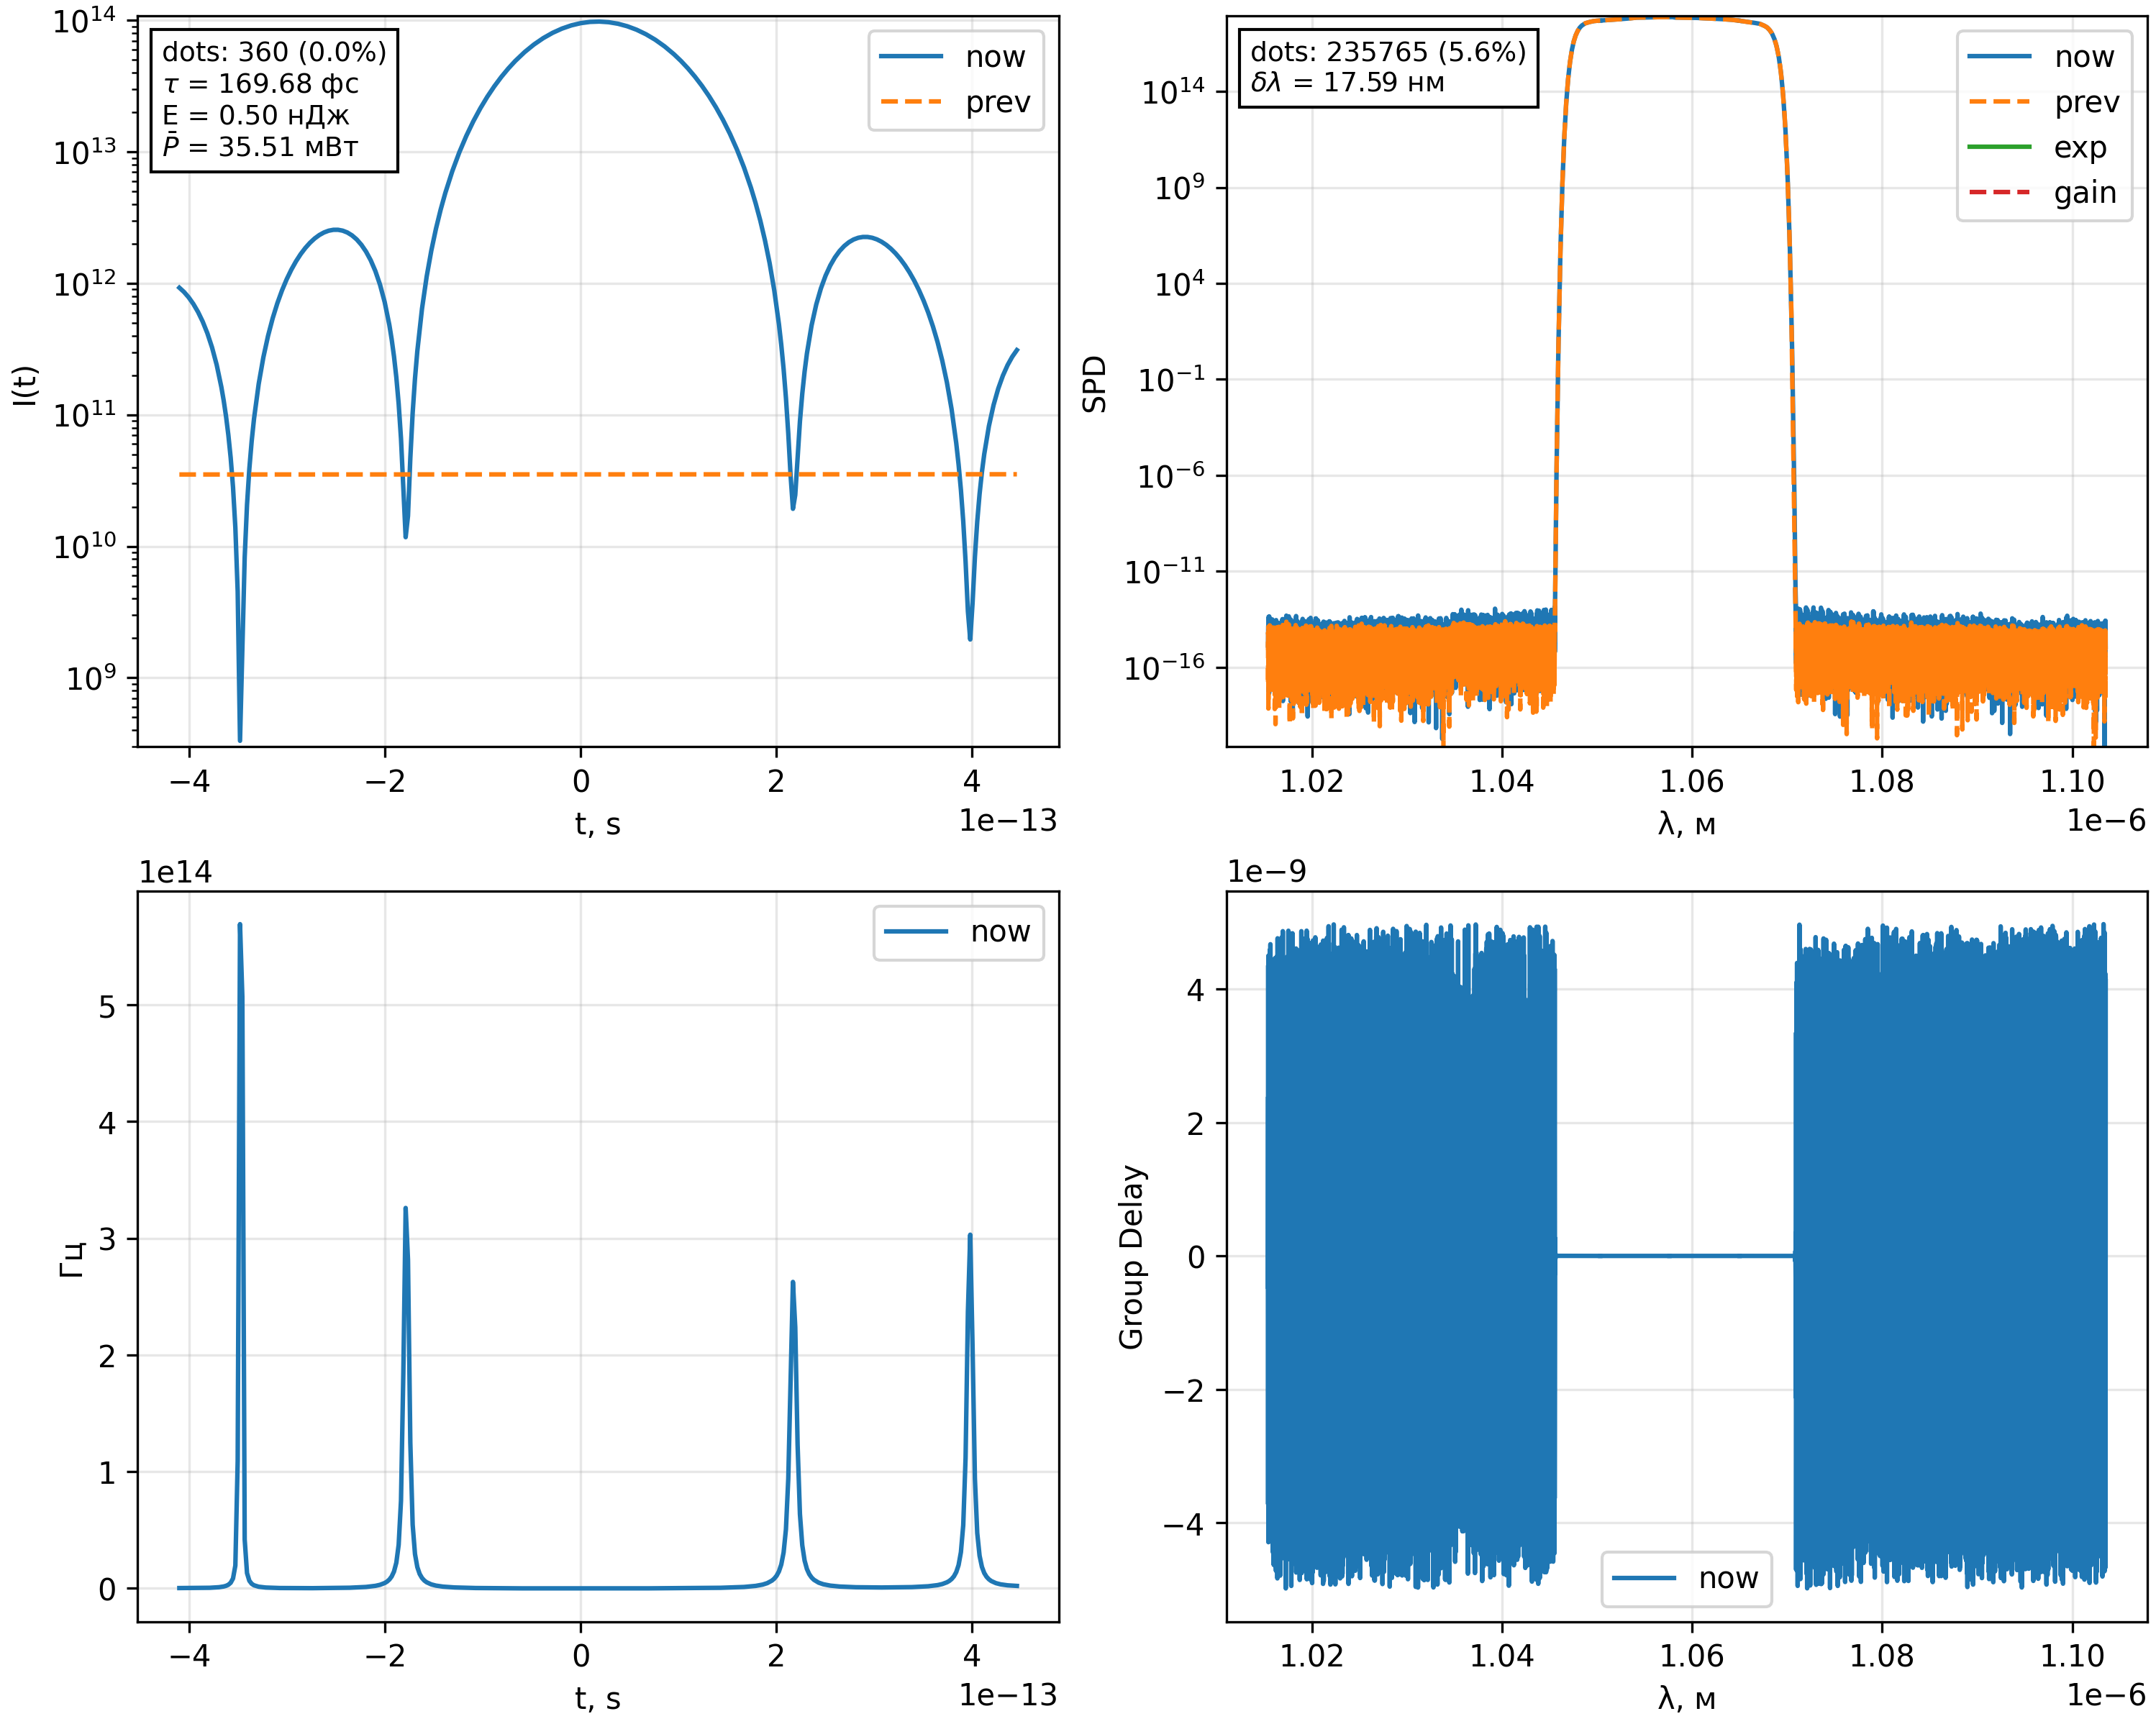 dots: 360 (0.0%)
τ = 169.68 фс
E = 0.50 нДж
P̄ = 35.51 мВт
now
prev
I(t)
10¹⁴
10¹³
10¹²
10¹¹
10¹⁰
10⁹
−4
−2
0
2
4
t, s
1e−13
dots: 235765 (5.6%)
δλ = 17.59 нм
now
prev
exp
gain
SPD
10¹⁴
10⁹
10⁴
10⁻¹
10⁻⁶
10⁻¹¹
10⁻¹⁶
1.02
1.04
1.06
1.08
1.10
λ, м
1e−6
1e14
now
Гц
5
4
3
2
1
0
−4
−2
0
2
4
t, s
1e−13
1e−9
Group Delay
4
2
0
−2
−4
now
1.02
1.04
1.06
1.08
1.10
λ, м
1e−6